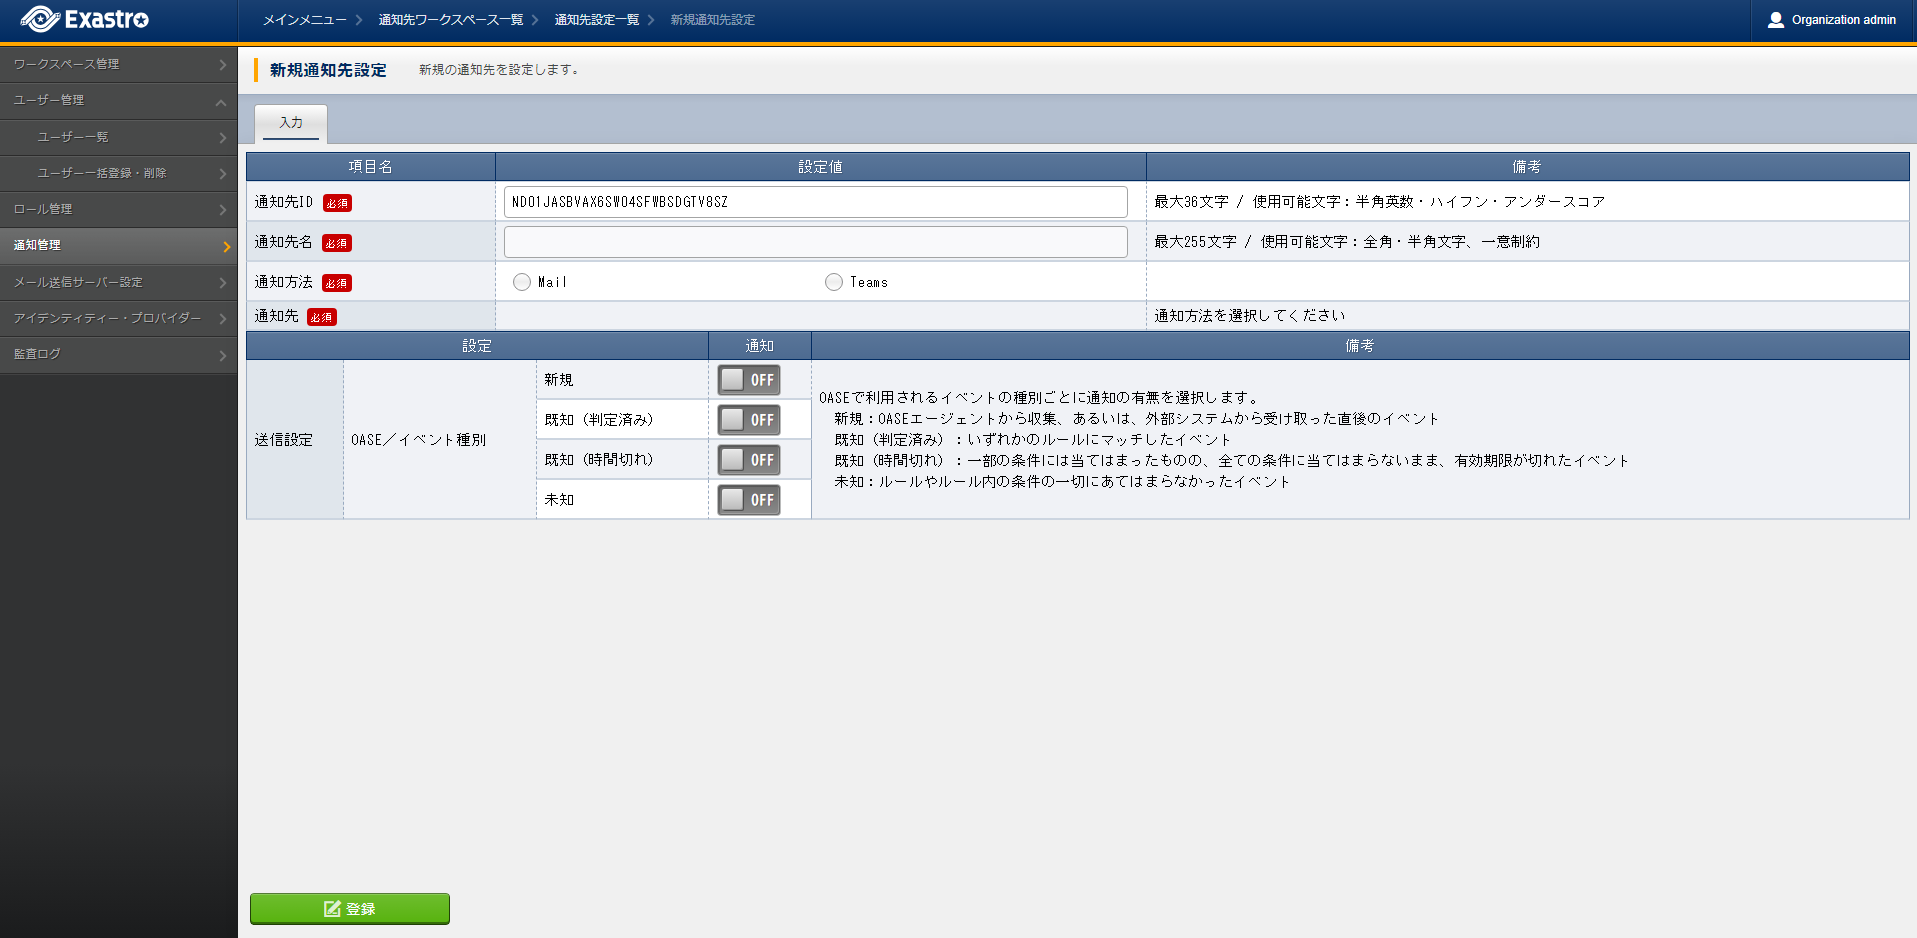 Exastro
メインメニュー 通知先ワークスペース一覧 通知先設定一覧 新規通知先設定
Organization admin
ワークスペース管理
ユーザー管理
ユーザー一覧
ユーザー一括登録・削除
ロール管理
通知管理
メール送信サーバー設定
アイデンティティー・プロバイダー
監査ログ
新規通知先設定 新規の通知先を設定します。
入力
項目名 設定値 備考
通知先ID 必須 ND01JASBVAX6SW04SFWBSDGTV8SZ 最大36文字 / 使用可能文字：半角英数・ハイフン・アンダースコア
通知先名 必須 最大255文字 / 使用可能文字：全角・半角文字、一意制約
通知方法 必須 Mail Teams
通知先 必須 通知方法を選択してください
設定 通知 備考
送信設定 OASE／イベント種別
新規 OFF
既知（判定済み） OFF
既知（時間切れ） OFF
未知 OFF
OASEで利用されるイベントの種別ごとに通知の有無を選択します。
新規：OASEエージェントから収集、あるいは、外部システムから受け取った直後のイベント
既知（判定済み）：いずれかのルールにマッチしたイベント
既知（時間切れ）：一部の条件には当てはまったものの、全ての条件に当てはまらないまま、有効期限が切れたイベント
未知：ルールやルール内の条件の一切にあてはまらなかったイベント
登録